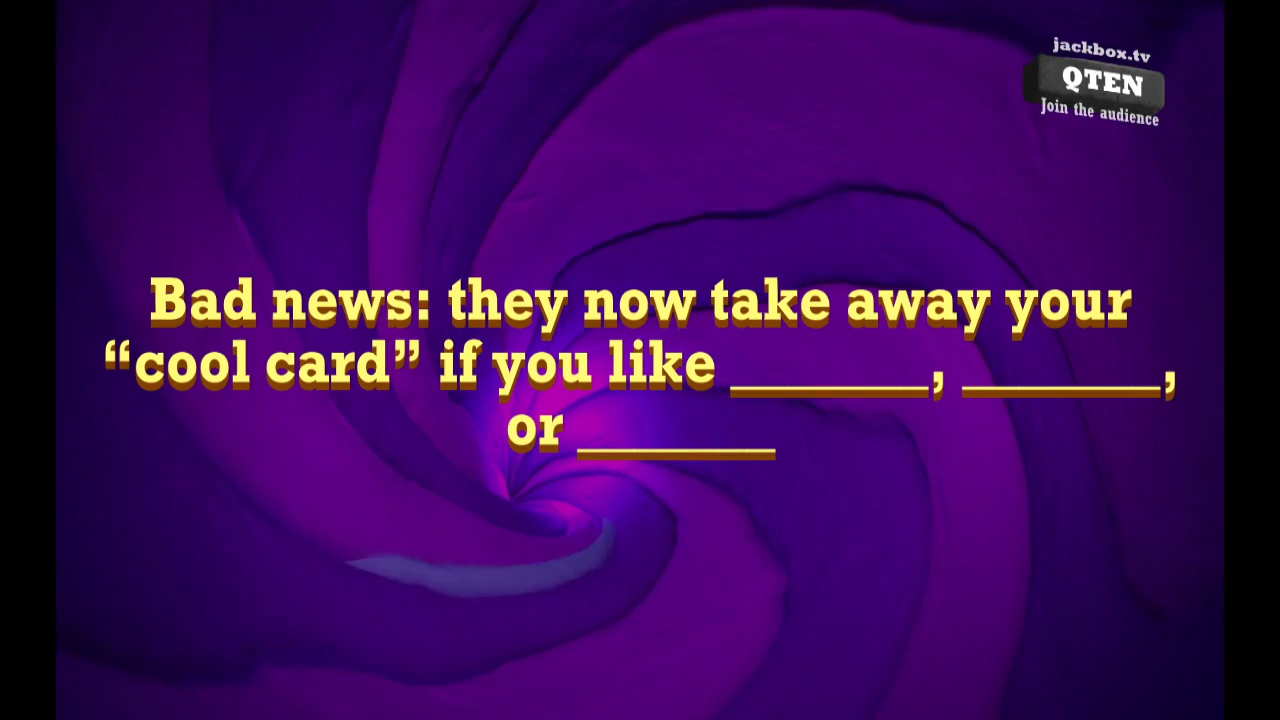 jackbox.tv
QTEN
Join the audience
Bad news: they now take away your
“cool card” if you like ________, ________,
or ________